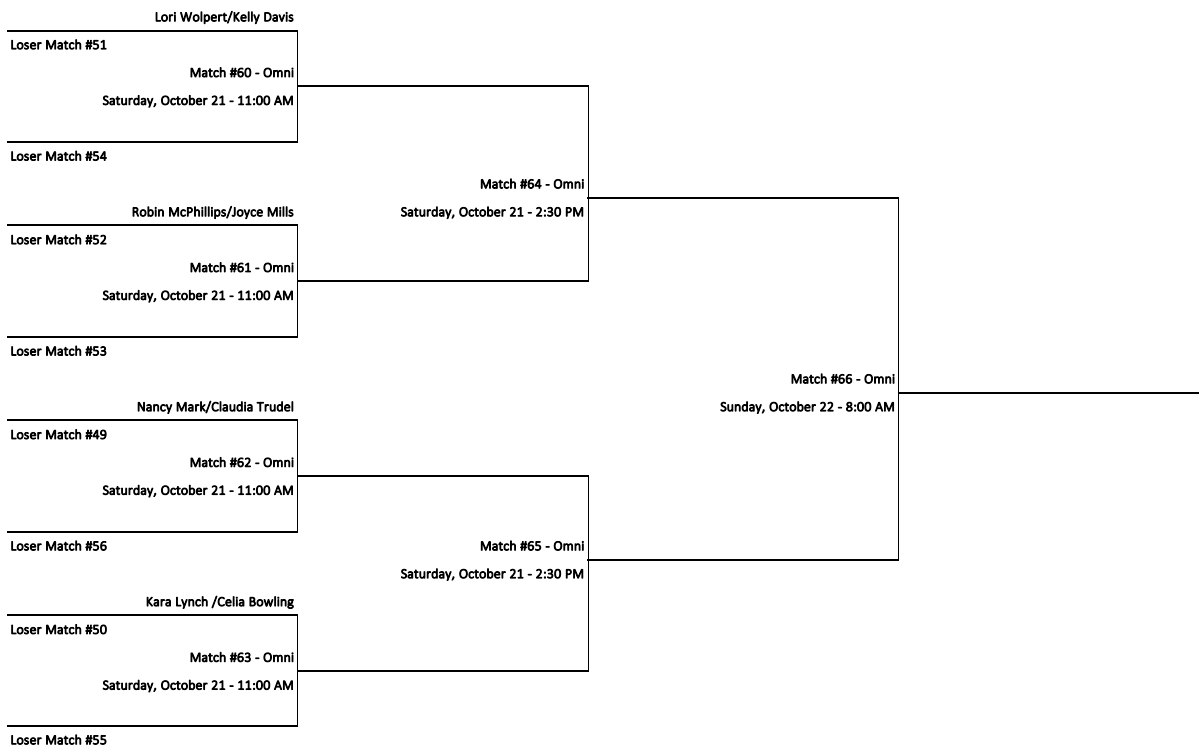 Lori Wolpert/Kelly Davis
Loser Match #51
Match #60 - Omni
Saturday, October 21 - 11:00 AM
Loser Match #54
Match #64 - Omni
Robin McPhillips/Joyce Mills
Saturday, October 21 - 2:30 PM
Loser Match #52
Match #61 - Omni
Saturday, October 21 - 11:00 AM
Loser Match #53
Match #66 - Omni
Nancy Mark/Claudia Trudel
Sunday, October 22 - 8:00 AM
Loser Match #49
Match #62 - Omni
Saturday, October 21 - 11:00 AM
Loser Match #56
Match #65 - Omni
Saturday, October 21 - 2:30 PM
Kara Lynch /Celia Bowling
Loser Match #50
Match #63 - Omni
Saturday, October 21 - 11:00 AM
Loser Match #55